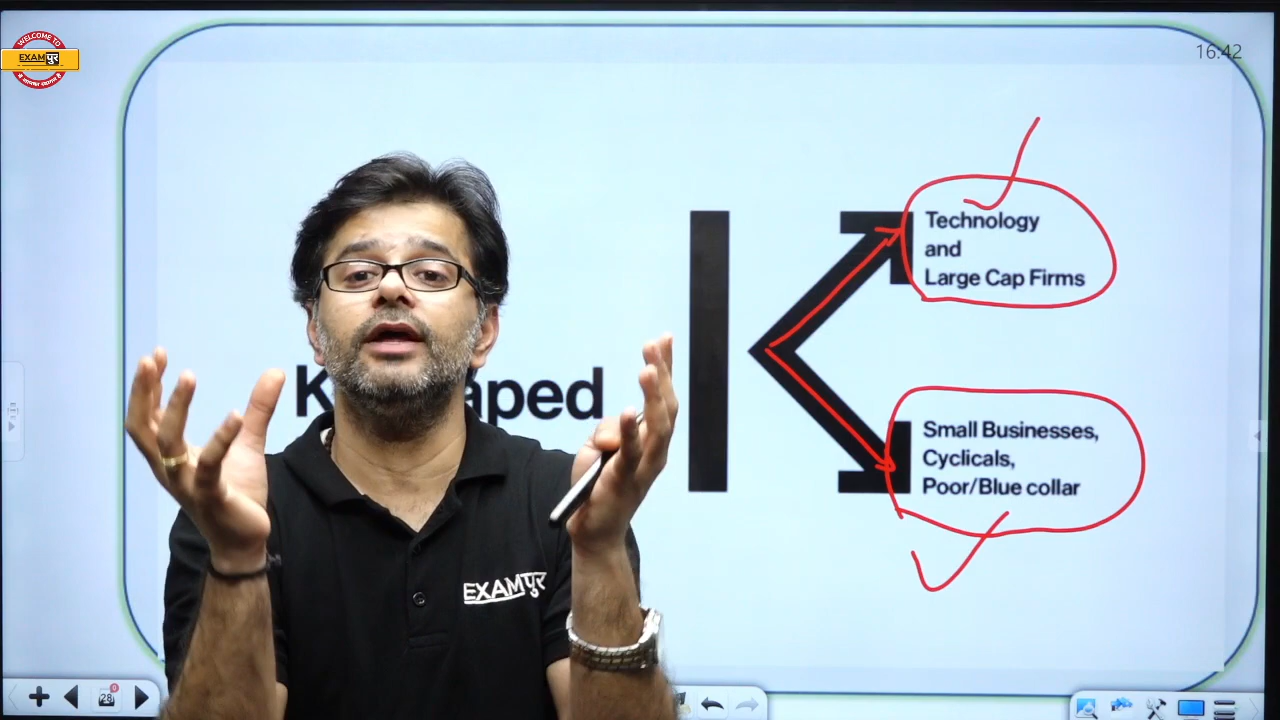 WELCOME TO
EXAMपुर
16:42
Technology
and
Large Cap Firms
aped
Small Businesses,
Cyclicals,
Poor/Blue collar
EXAMपुर
28